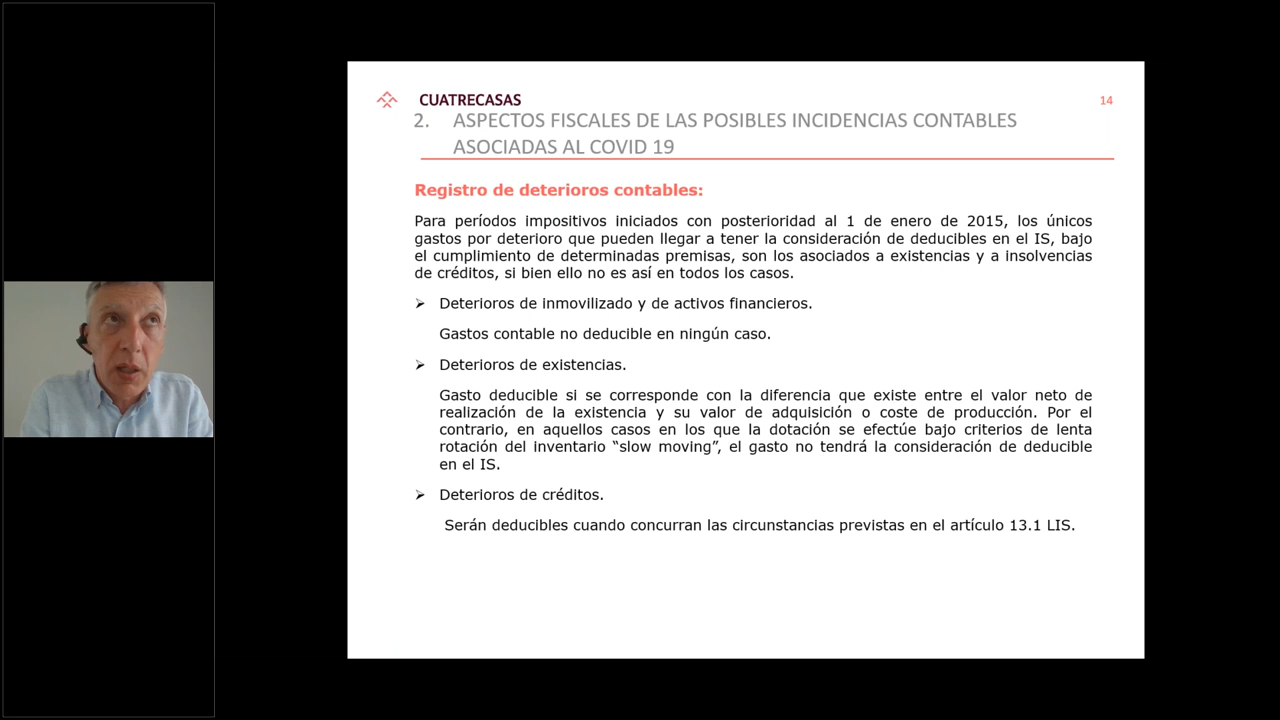 CUATRECASAS
14
2. ASPECTOS FISCALES DE LAS POSIBLES INCIDENCIAS CONTABLES
ASOCIADAS AL COVID 19
Registro de deterioros contables:
Para períodos impositivos iniciados con posterioridad al 1 de enero de 2015, los únicos
gastos por deterioro que pueden llegar a tener la consideración de deducibles en el IS, bajo
el cumplimiento de determinadas premisas, son los asociados a existencias y a insolvencias
de créditos, si bien ello no es así en todos los casos.
➢ Deterioros de inmovilizado y de activos financieros.
Gastos contable no deducible en ningún caso.
➢ Deterioros de existencias.
Gasto deducible si se corresponde con la diferencia que existe entre el valor neto de
realización de la existencia y su valor de adquisición o coste de producción. Por el
contrario, en aquellos casos en los que la dotación se efectúe bajo criterios de lenta
rotación del inventario “slow moving”, el gasto no tendrá la consideración de deducible
en el IS.
➢ Deterioros de créditos.
Serán deducibles cuando concurran las circunstancias previstas en el artículo 13.1 LIS.